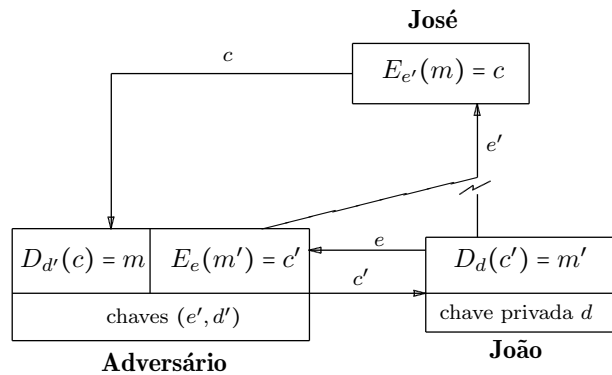 José
c
E_{e′}(m) = c
e′
D_{d′}(c) = m
E_e(m′) = c′
e
D_d(c′) = m′
c′
chaves (e′, d′)
chave privada d
Adversário
João